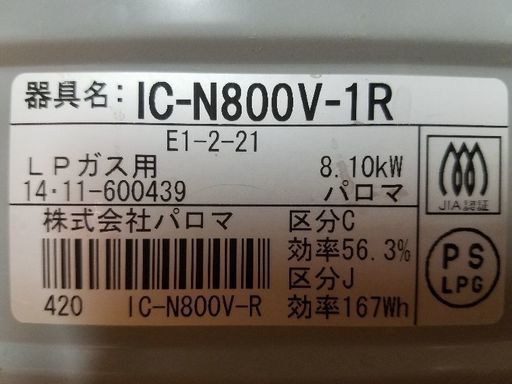 器具名: IC-N800V-1R
E1-2-21
LPガス用 8.10kW
14・11-600439 パロマ
JIA認証
株式会社パロマ 区分C
効率56.3%
区分J
420 IC-N800V-R 効率167Wh
PS
LPG